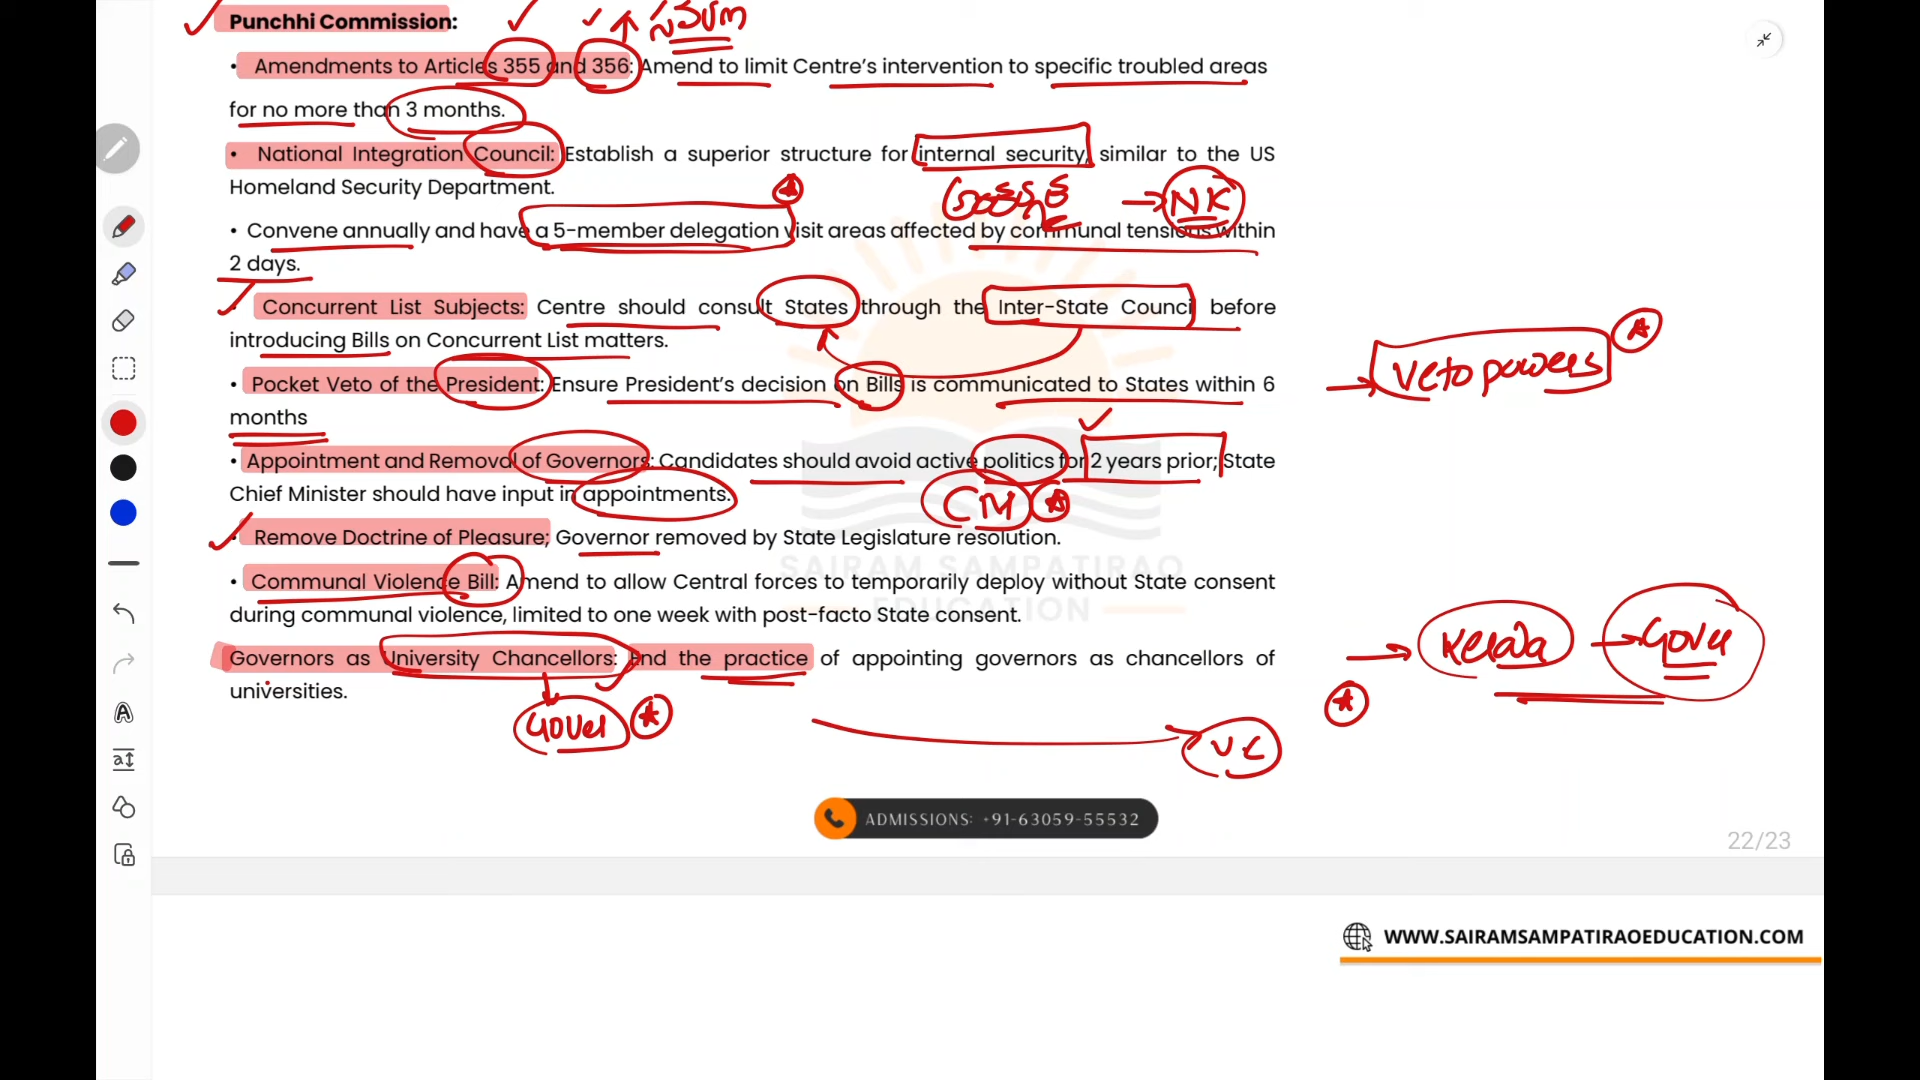 Punchhi Commission:
• Amendments to Articles 355 and 356: Amend to limit Centre's intervention to specific troubled areas
for no more than 3 months.
• National Integration Council: Establish a superior structure for internal security, similar to the US
Homeland Security Department.
NK
• Convene annually and have a 5-member delegation visit areas affected by communal tensions within
2 days.
• Concurrent List Subjects: Centre should consult States through the Inter-State Council before
introducing Bills on Concurrent List matters.
Veto powers
• Pocket Veto of the President: Ensure President's decision on Bills is communicated to States within 6
months
• Appointment and Removal of Governors: Candidates should avoid active politics for 2 years prior; State
Chief Minister should have input in appointments.
CM
• Remove Doctrine of Pleasure; Governor removed by State Legislature resolution.
SAIRAM SAMPATIRAO
EDUCATION
• Communal Violence Bill: Amend to allow Central forces to temporarily deploy without State consent
during communal violence, limited to one week with post-facto State consent.
Governors as University Chancellors: End the practice of appointing governors as chancellors of
universities.
Kerala
VC
ADMISSIONS: +91-63059-55532
22/23
WWW.SAIRAMSAMPATIRAOEDUCATION.COM